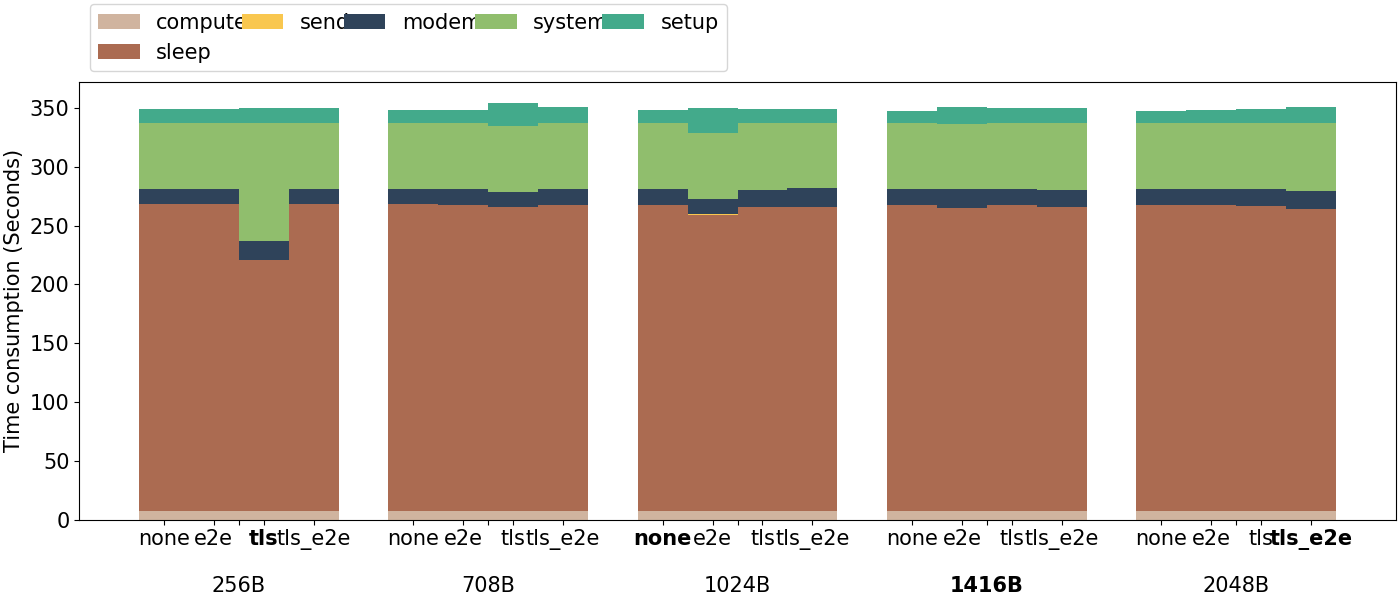 compute send modem system setup
sleep
Time consumption (Seconds)
350
300
250
200
150
100
50
0
none e2e tls tls_e2e none e2e tls tls_e2e none e2e tls tls_e2e none e2e tls tls_e2e none e2e tls tls_e2e
256B 708B 1024B 1416B 2048B